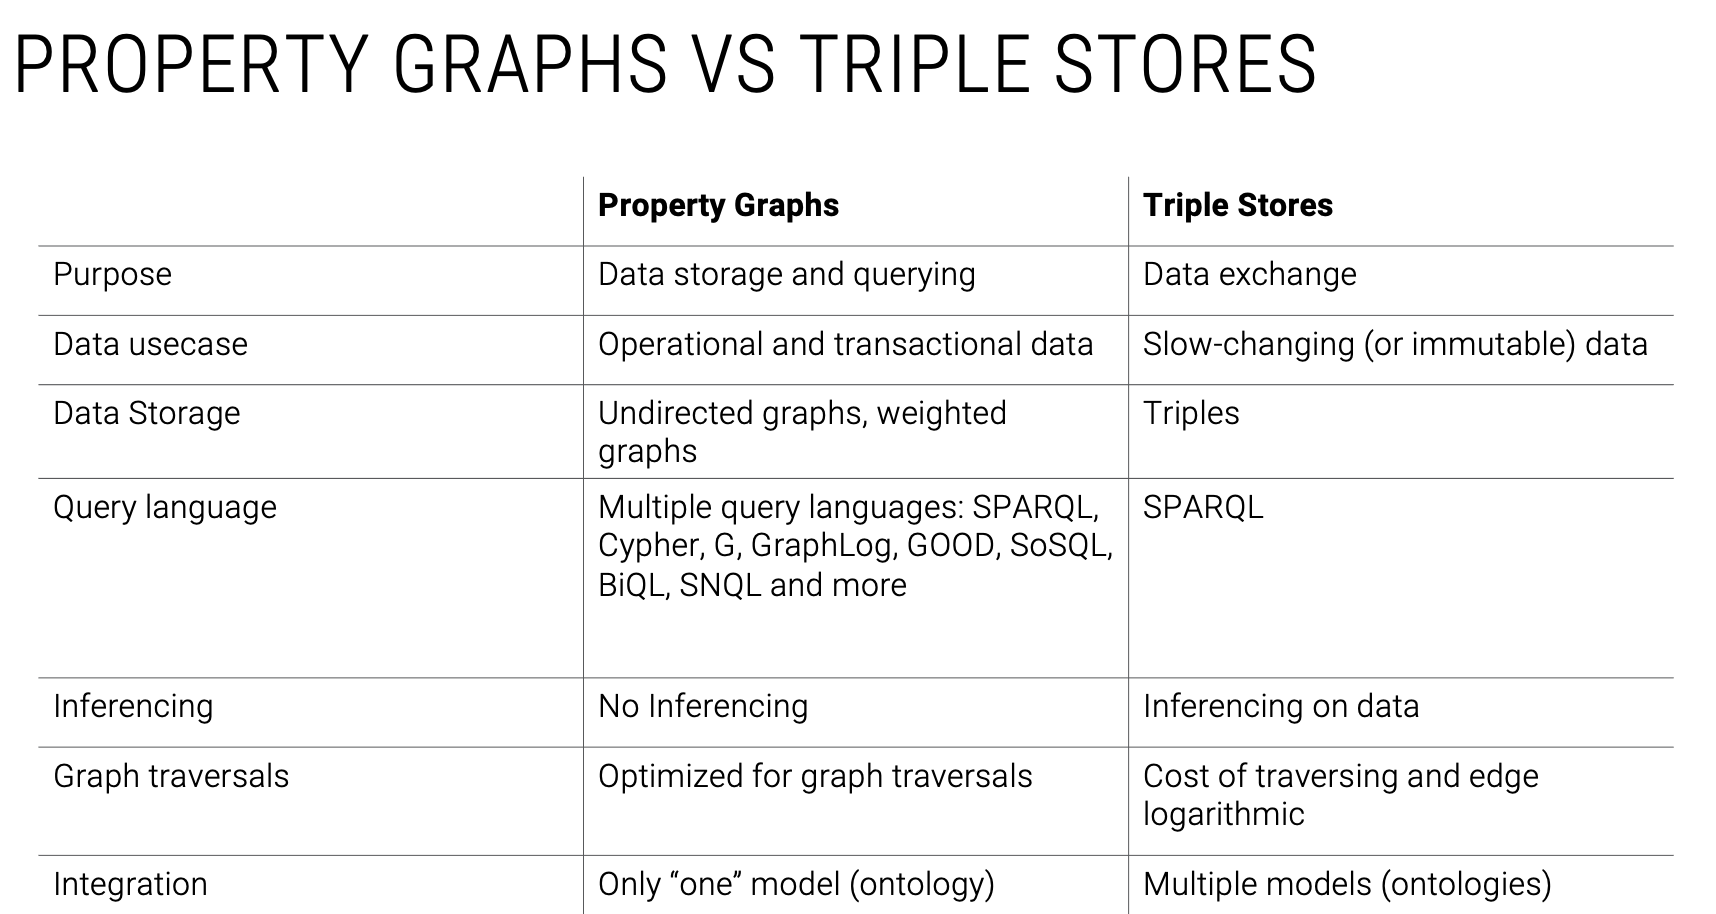 PROPERTY GRAPHS VS TRIPLE STORES
Property Graphs
Triple Stores
Purpose
Data storage and querying
Data exchange
Data usecase
Operational and transactional data
Slow-changing (or immutable) data
Data Storage
Undirected graphs, weighted
graphs
Triples
Query language
Multiple query languages: SPARQL,
Cypher, G, GraphLog, GOOD, SoSQL,
BiQL, SNQL and more
SPARQL
Inferencing
No Inferencing
Inferencing on data
Graph traversals
Optimized for graph traversals
Cost of traversing and edge
logarithmic
Integration
Only “one” model (ontology)
Multiple models (ontologies)